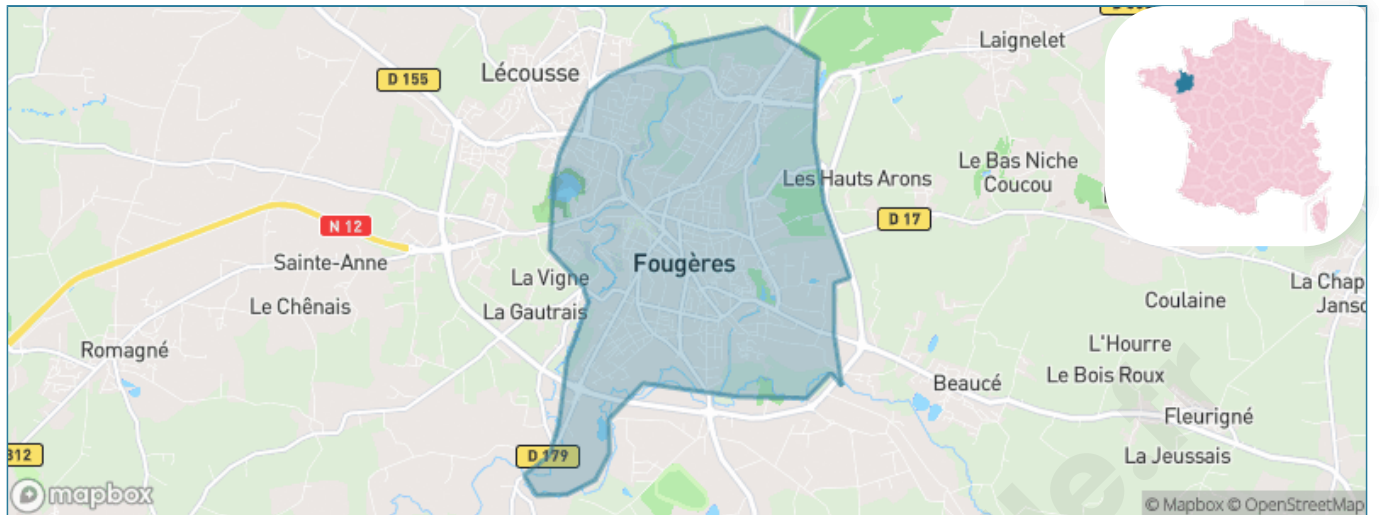 Laignelet
Lécousse
D 155
Le Bas Niche
Coucou
Les Hauts Arons
D 17
N 12
Sainte-Anne
La Vigne
Fougères
La Chap
Janso
Le Chênais
La Gautrais
Coulaine
Romagné
L'Hourre
Le Bois Roux
Beaucé
Fleurigné
312
D 179
La Jeussais
mapbox
© Mapbox © OpenStreetMap